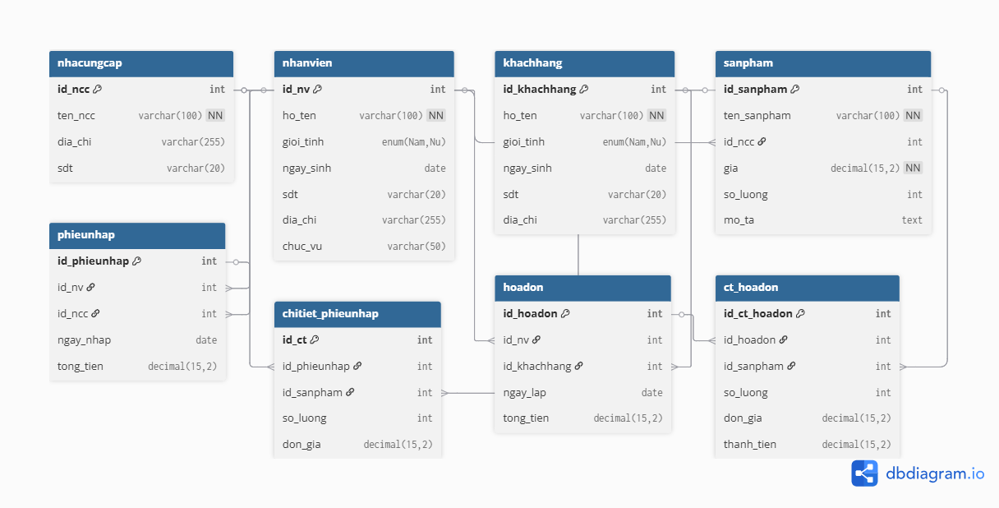 nhacungcap
id_ncc int
ten_ncc varchar(100) NN
dia_chi varchar(255)
sdt varchar(20)
nhanvien
id_nv int
ho_ten varchar(100) NN
gioi_tinh enum(Nam,Nu)
ngay_sinh date
sdt varchar(20)
dia_chi varchar(255)
chuc_vu varchar(50)
khachhang
id_khachhang int
ho_ten varchar(100) NN
gioi_tinh enum(Nam,Nu)
ngay_sinh date
sdt varchar(20)
dia_chi varchar(255)
sanpham
id_sanpham int
ten_sanpham varchar(100) NN
id_ncc int
gia decimal(15,2) NN
so_luong int
mo_ta text
phieunhap
id_phieunhap int
id_nv int
id_ncc int
ngay_nhap date
tong_tien decimal(15,2)
chitiet_phieunhap
id_ct int
id_phieunhap int
id_sanpham int
so_luong int
don_gia decimal(15,2)
hoadon
id_hoadon int
id_nv int
id_khachhang int
ngay_lap date
tong_tien decimal(15,2)
ct_hoadon
id_ct_hoadon int
id_hoadon int
id_sanpham int
so_luong int
don_gia decimal(15,2)
thanh_tien decimal(15,2)
dbdiagram.io